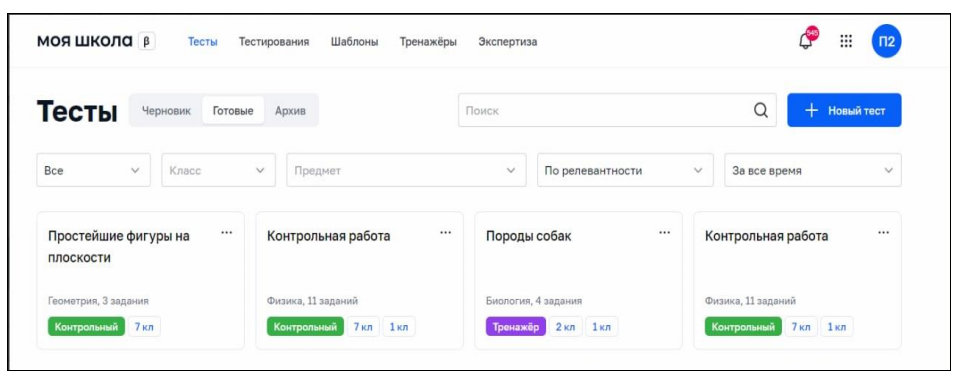 МОЯ ШКОЛА β Тесты Тестирования Шаблоны Тренажёры Экспертиза 545 П2
Тесты Черновик Готовые Архив Поиск + Новый тест
Все Класс Предмет По релевантности За все время
Простейшие фигуры на ... Контрольная работа ... Породы собак ... Контрольная работа ...
плоскости
Геометрия, 3 задания Физика, 11 заданий Биология, 4 задания Физика, 11 заданий
Контрольный 7 кл Контрольный 7 кл 1 кл Тренажёр 2 кл 1 кл Контрольный 7 кл 1 кл